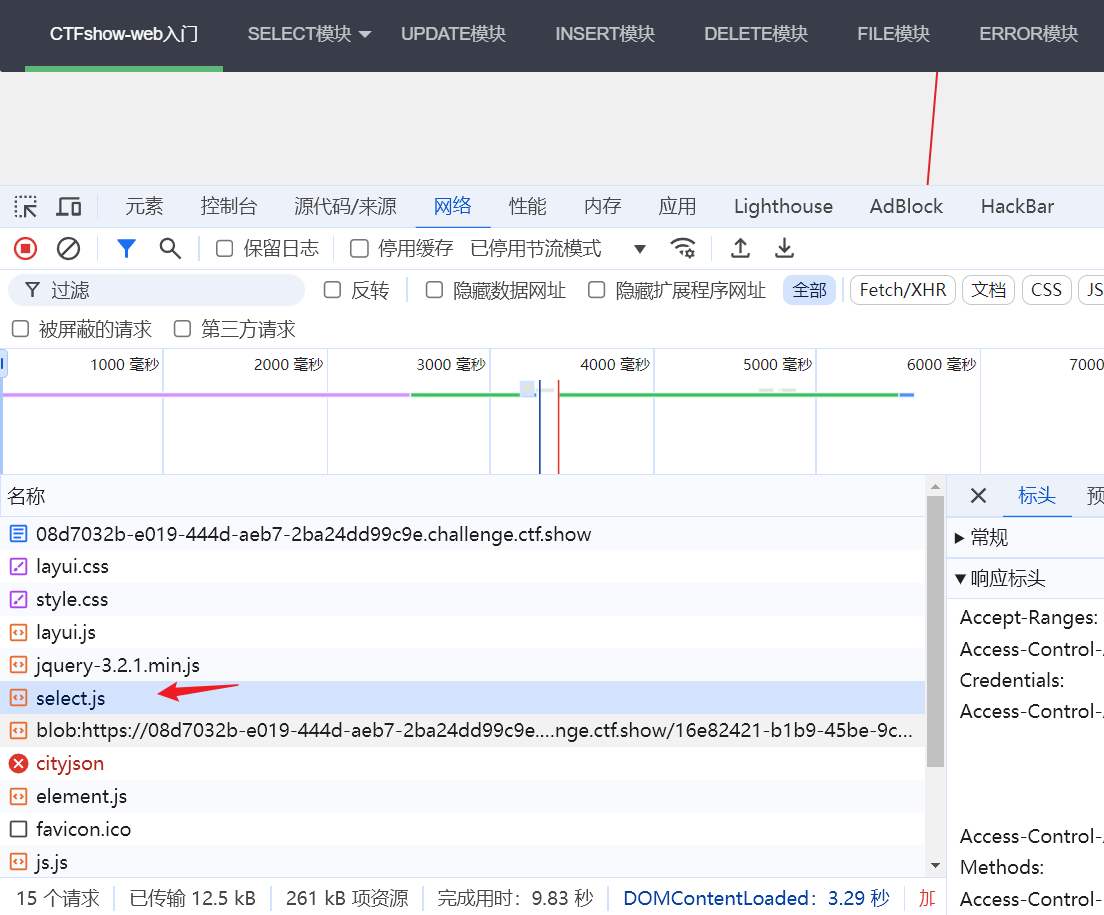 CTFshow-web入门 SELECT模块 UPDATE模块 INSERT模块 DELETE模块 FILE模块 ERROR模块
元素 控制台 源代码/来源 网络 性能 内存 应用 Lighthouse AdBlock HackBar
保留日志 停用缓存 已停用节流模式
过滤 反转 隐藏数据网址 隐藏扩展程序网址 全部 Fetch/XHR 文档 CSS JS
被屏蔽的请求 第三方请求
1000 毫秒 2000 毫秒 3000 毫秒 4000 毫秒 5000 毫秒 6000 毫秒 7000
名称 标头 预
08d7032b-e019-444d-aeb7-2ba24dd99c9e.challenge.ctf.show 常规
layui.css 响应标头
style.css Accept-Ranges:
layui.js Access-Control-
jquery-3.2.1.min.js Credentials:
select.js Access-Control-
blob:https://08d7032b-e019-444d-aeb7-2ba24dd99c9e....nge.ctf.show/16e82421-b1b9-45be-9c...
cityjson
element.js
favicon.ico Access-Control-
js.js Methods:
15 个请求 已传输 12.5 kB 261 kB 项资源 完成用时：9.83 秒 DOMContentLoaded：3.29 秒 加 Access-Control-